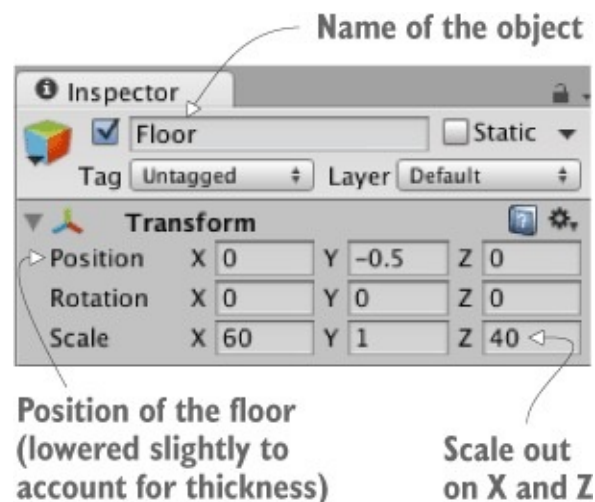 Name of the object
Inspector
Floor Static
Tag Untagged Layer Default
Transform
Position X 0 Y -0.5 Z 0
Rotation X 0 Y 0 Z 0
Scale X 60 Y 1 Z 40
Position of the floor
(lowered slightly to
account for thickness)
Scale out
on X and Z